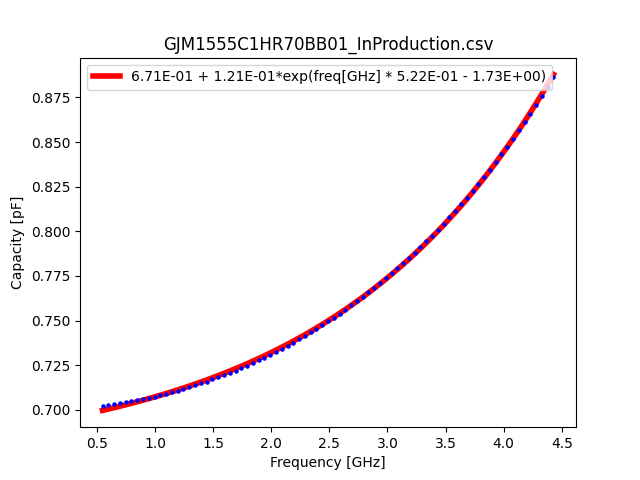 GJM1555C1HR70BB01_InProduction.csv
6.71E-01 + 1.21E-01*exp(freq[GHz] * 5.22E-01 - 1.73E+00)
0.875
0.850
0.825
0.800
0.775
0.750
0.725
0.700
Capacity [pF]
0.5 1.0 1.5 2.0 2.5 3.0 3.5 4.0 4.5
Frequency [GHz]